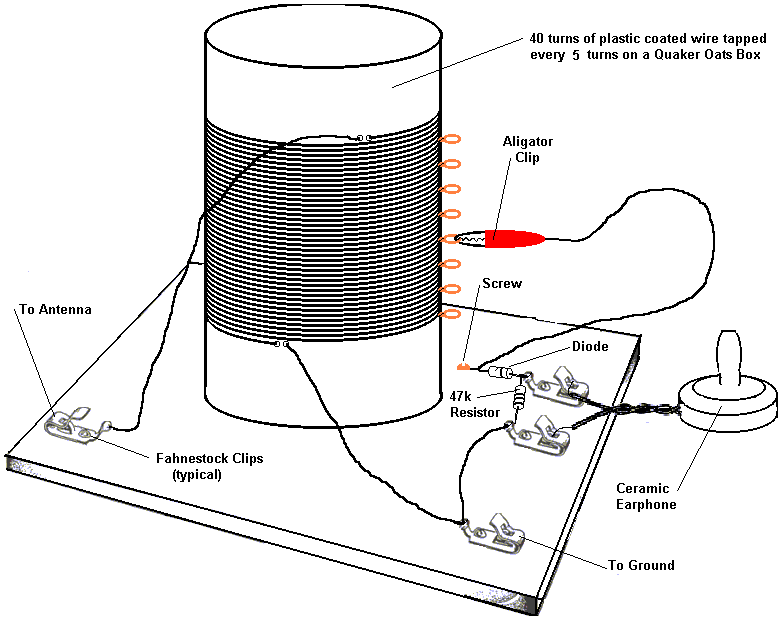 40 turns of plastic coated wire tapped
every 5 turns on a Quaker Oats Box
Aligator
Clip
Screw
To Antenna
Diode
47k
Resistor
Fahnestock Clips
(typical)
Ceramic
Earphone
To Ground